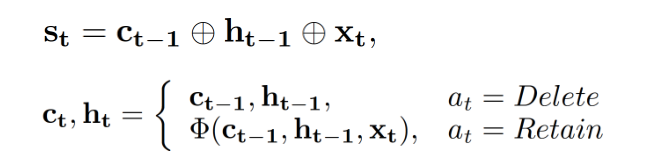 s_t = c_{t−1} ⊕ h_{t−1} ⊕ x_t,
c_t, h_t = { c_{t−1}, h_{t−1}, a_t = Delete
Φ(c_{t−1}, h_{t−1}, x_t), a_t = Retain